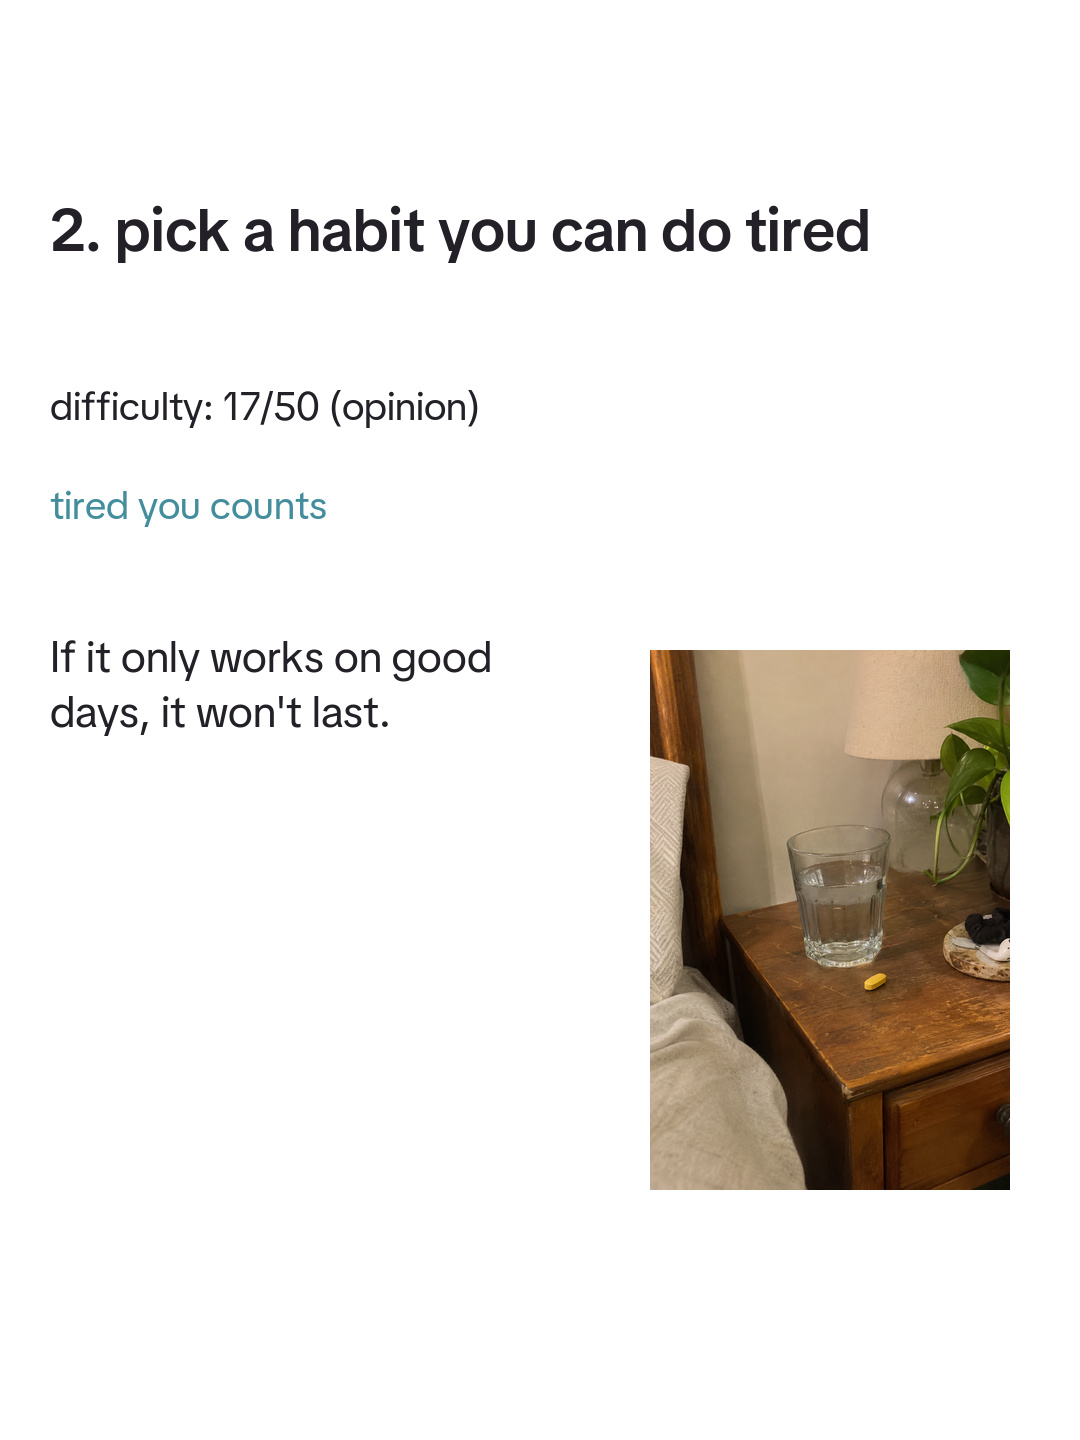 2. pick a habit you can do tired
difficulty: 17/50 (opinion)
tired you counts
If it only works on good
days, it won't last.